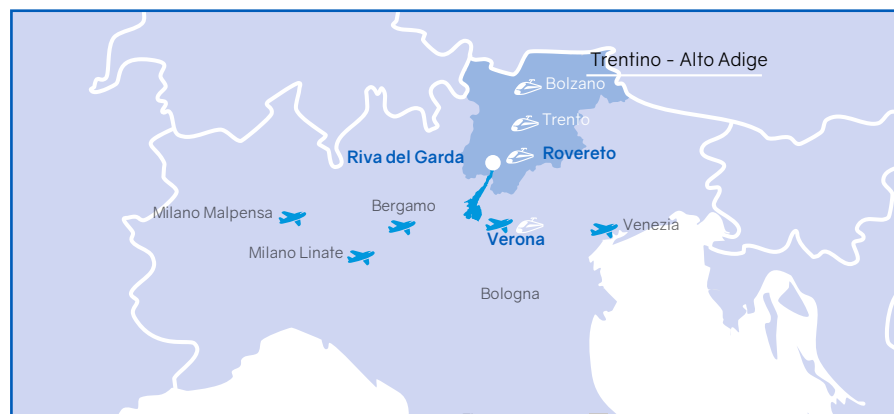 Trentino - Alto Adige
Bolzano
Trento
Riva del Garda
Rovereto
Bergamo
Milano Malpensa
Venezia
Verona
Milano Linate
Bologna